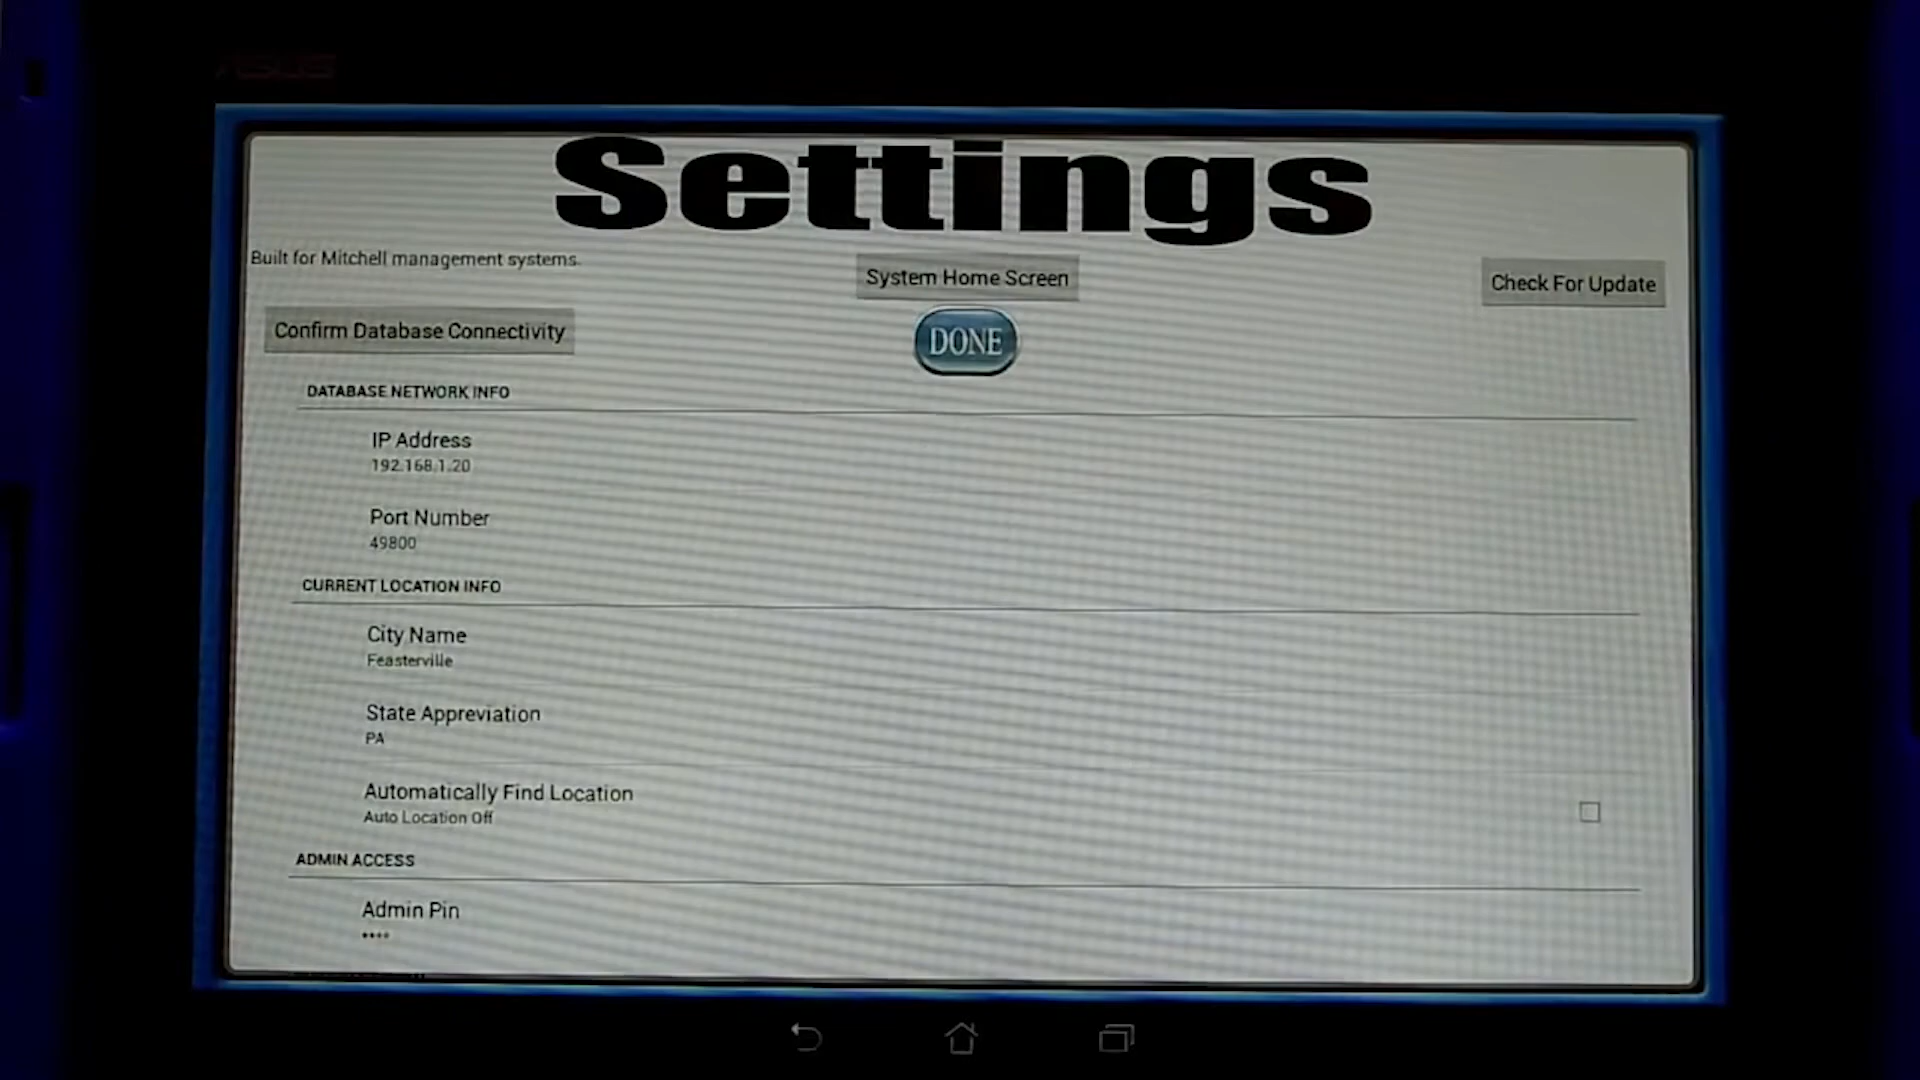 ASUS
Settings
Built for Mitchell management systems.
System Home Screen
Check For Update
Confirm Database Connectivity
DONE
DATABASE NETWORK INFO
IP Address
192.168.1.20
Port Number
49800
CURRENT LOCATION INFO
City Name
Feasterville
State Appreviation
PA
Automatically Find Location
Auto Location Off
ADMIN ACCESS
Admin Pin
••••